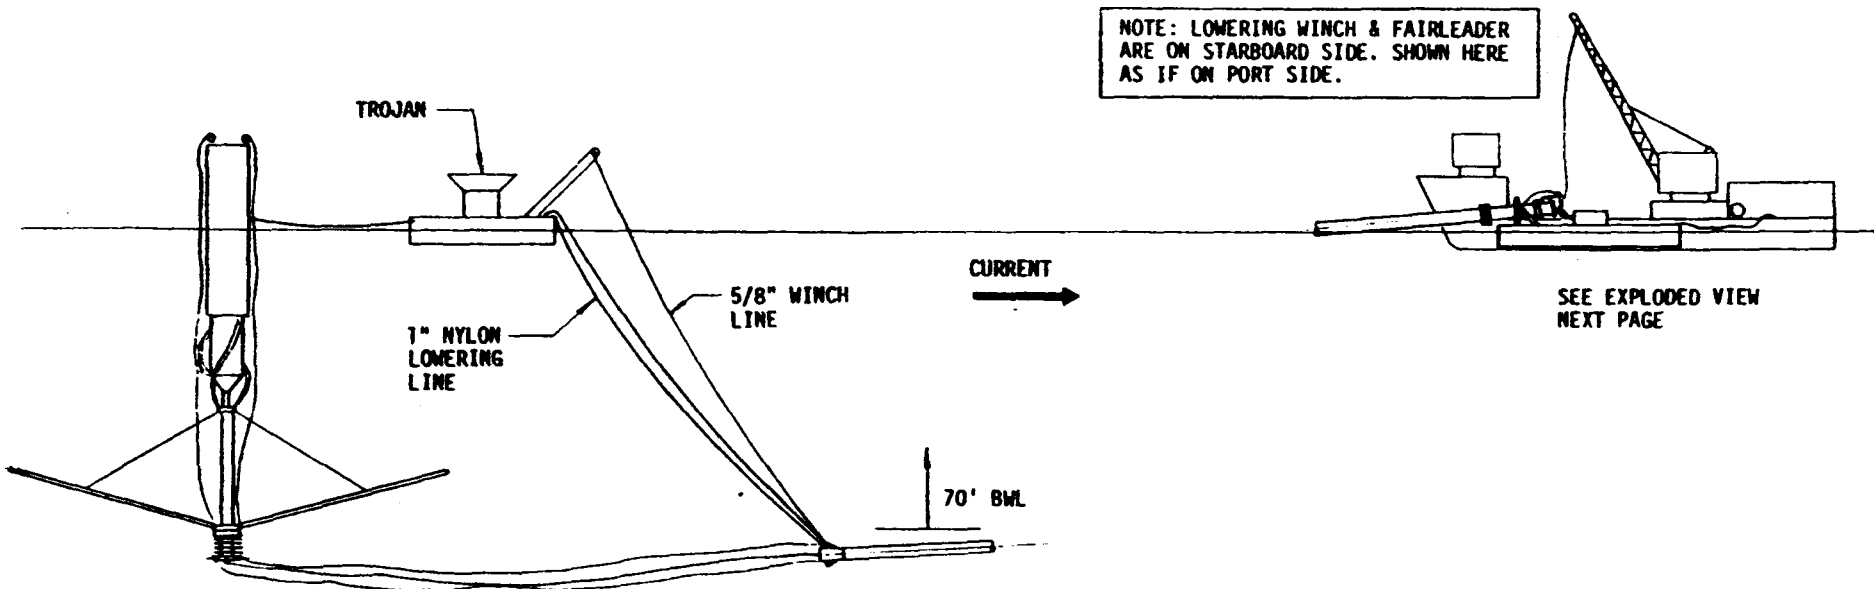 NOTE: LOWERING WINCH & FAIRLEADER
ARE ON STARBOARD SIDE. SHOWN HERE
AS IF ON PORT SIDE.
TROJAN
CURRENT
5/8" WINCH
LINE
1" NYLON
LOWERING
LINE
SEE EXPLODED VIEW
NEXT PAGE
70' BWL